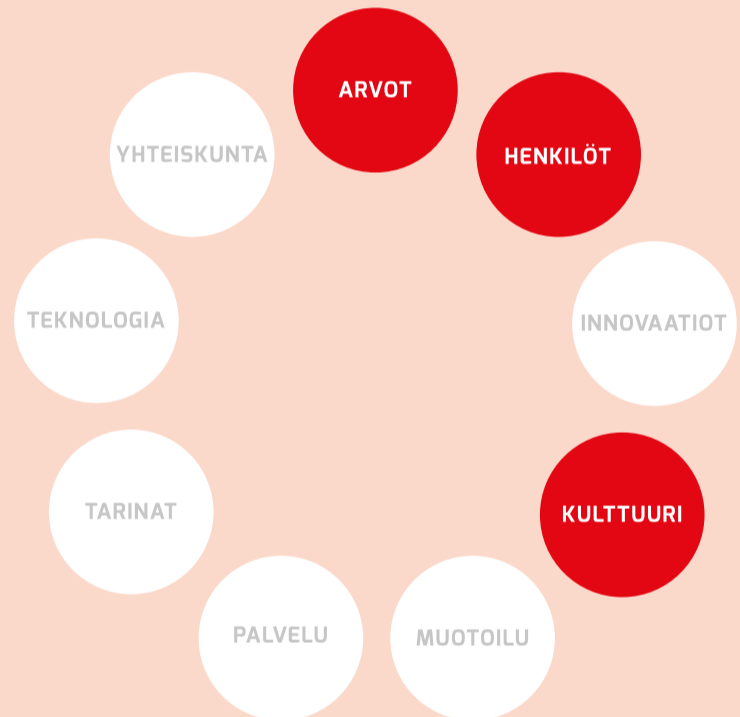 ARVOT
HENKILÖT
INNOVAATIOT
KULTTUURI
MUOTOILU
PALVELU
TARINAT
TEKNOLOGIA
YHTEISKUNTA